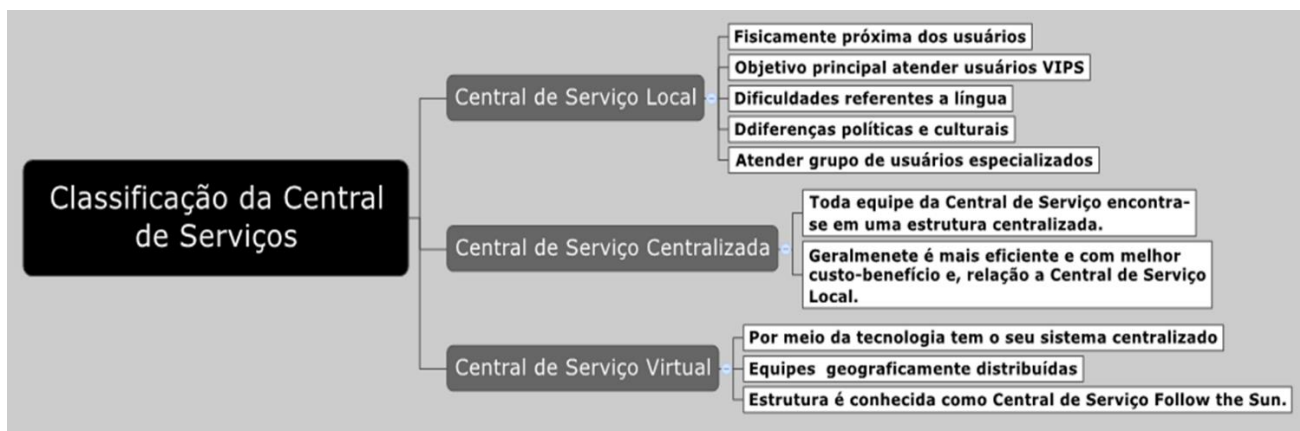 Classificação da Central
de Serviços
Central de Serviço Local
Fisicamente próxima dos usuários
Objetivo principal atender usuários VIPS
Dificuldades referentes a língua
Ddiferenças políticas e culturais
Atender grupo de usuários especializados
Central de Serviço Centralizada
Toda equipe da Central de Serviço encontra-
se em uma estrutura centralizada.
Geralmenete é mais eficiente e com melhor
custo-benefício e, relação a Central de Serviço
Local.
Central de Serviço Virtual
Por meio da tecnologia tem o seu sistema centralizado
Equipes geograficamente distribuídas
Estrutura é conhecida como Central de Serviço Follow the Sun.